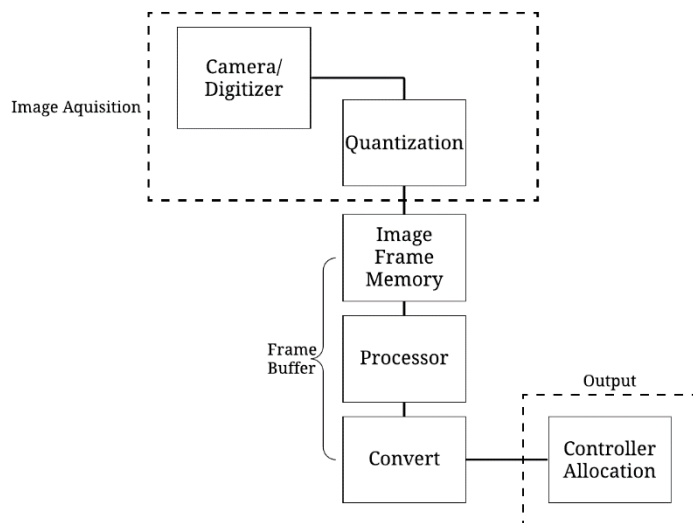 Camera/
Digitizer
Image Aquisition
Quantization
Image
Frame
Memory
Frame
Buffer
Processor
Output
Convert
Controller
Allocation